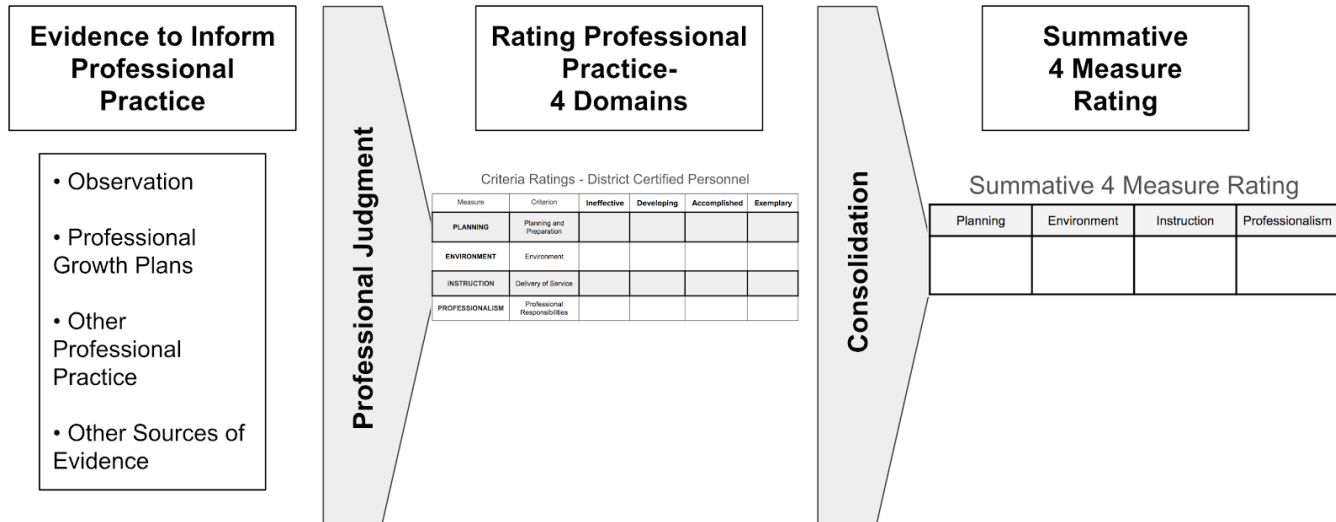 Evidence to Inform
Professional
Practice
• Observation
• Professional
Growth Plans
• Other
Professional
Practice
• Other Sources of
Evidence
Professional Judgment
Rating Professional
Practice-
4 Domains
Criteria Ratings - District Certified Personnel
Measure Criterion Ineffective Developing Accomplished Exemplary
PLANNING Planning and
Preparation
ENVIRONMENT Environment
INSTRUCTION Delivery of Service
PROFESSIONALISM Professional
Responsibilities
Consolidation
Summative
4 Measure
Rating
Summative 4 Measure Rating
Planning Environment Instruction Professionalism